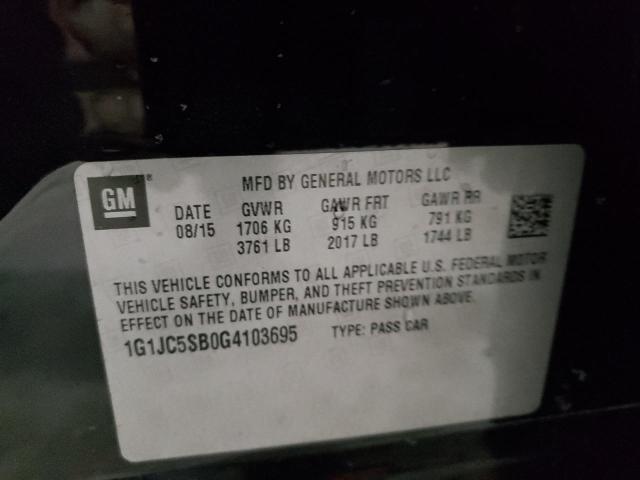 GM
MFD BY GENERAL MOTORS LLC
DATE GVWR GAWR FRT GAWR RR
08/15 1706 KG 915 KG 791 KG
3761 LB 2017 LB 1744 LB
THIS VEHICLE CONFORMS TO ALL APPLICABLE U.S. FEDERAL MOTOR
VEHICLE SAFETY, BUMPER, AND THEFT PREVENTION STANDARDS IN
EFFECT ON THE DATE OF MANUFACTURE SHOWN ABOVE.
1G1JC5SB0G4103695 TYPE: PASS CAR